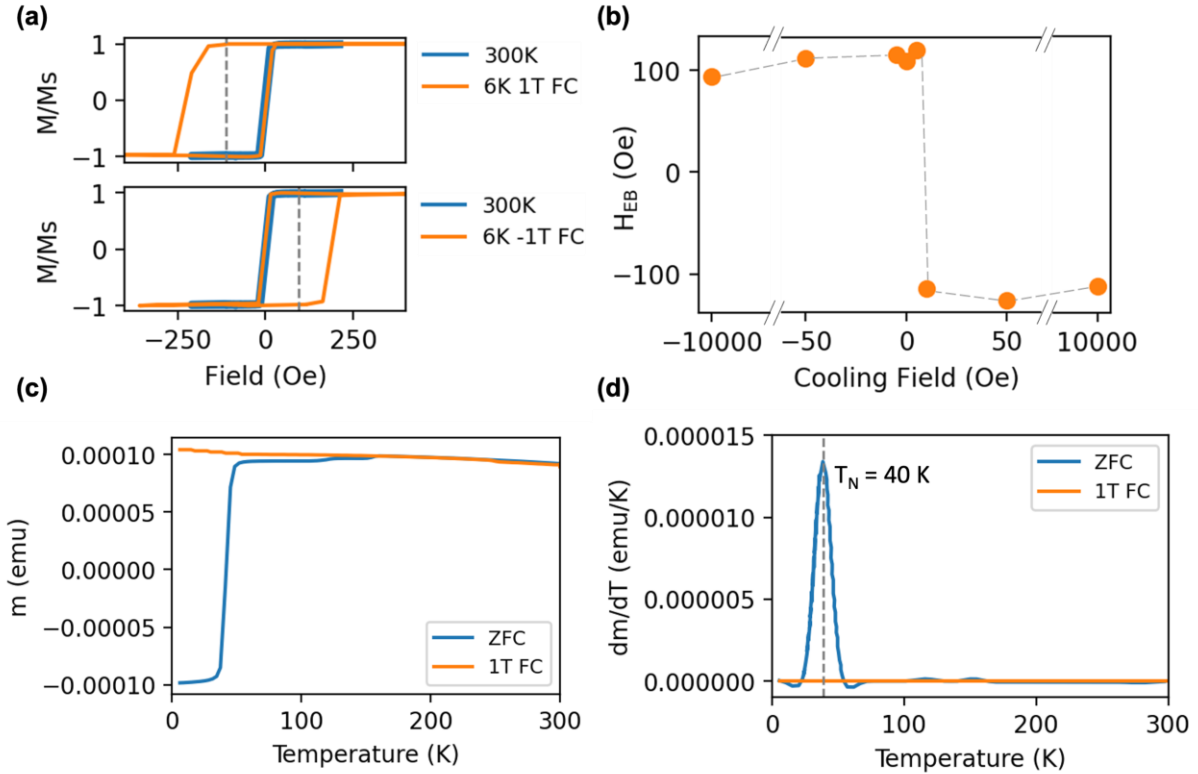 (a)
1
0
−1
M/Ms
300K
6K 1T FC
1
0
−1
M/Ms
300K
6K -1T FC
−250
0
250
Field (Oe)
(b)
100
0
−100
H_EB (Oe)
−10000
−50
0
50
10000
Cooling Field (Oe)
(c)
0.00010
0.00005
0.00000
−0.00005
−0.00010
m (emu)
ZFC
1T FC
0
100
200
300
Temperature (K)
(d)
0.000015
0.000010
0.000005
0.000000
dm/dT (emu/K)
T_N = 40 K
ZFC
1T FC
0
100
200
300
Temperature (K)